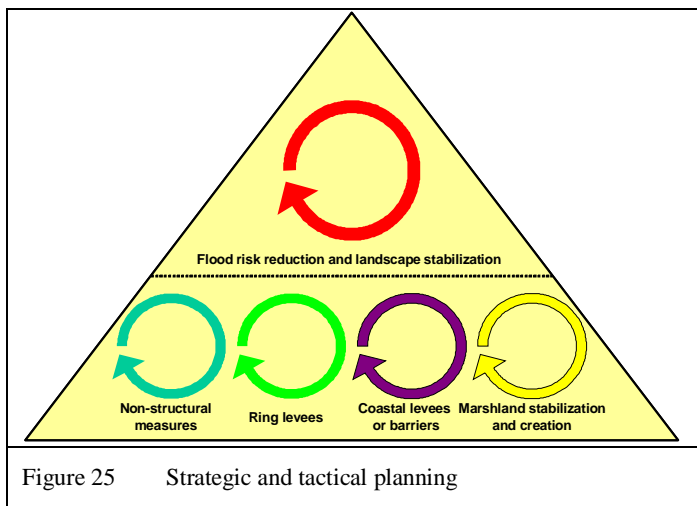 Flood risk reduction and landscape stabilization
Non-structural
measures
Ring levees
Coastal levees
or barriers
Marshland stabilization
and creation
Figure 25 Strategic and tactical planning